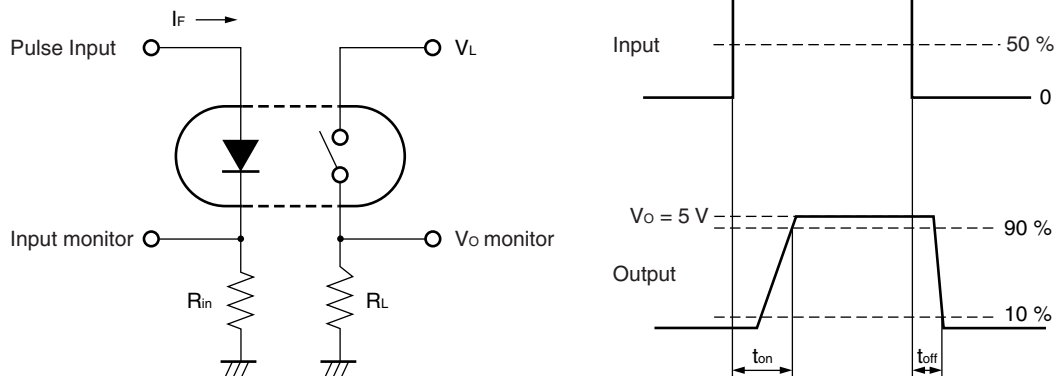 IF
Pulse Input
VL
Input monitor
VO monitor
Rin
RL
Input
50 %
0
VO = 5 V
90 %
Output
10 %
ton
toff